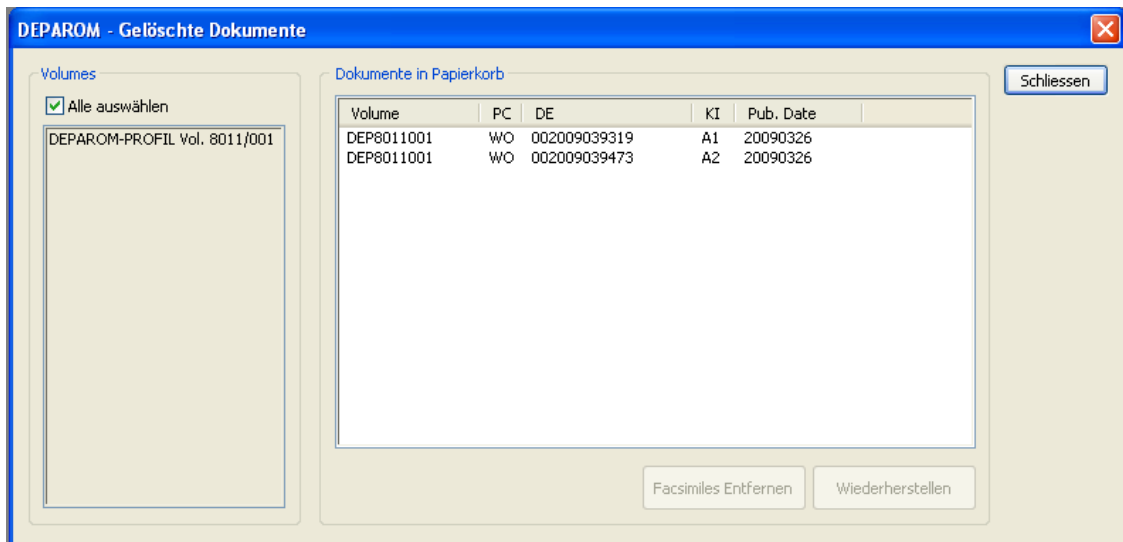 DEPAROM - Gelöschte Dokumente
Volumes
Alle auswählen
DEPAROM-PROFIL Vol. 8011/001
Dokumente in Papierkorb
Volume PC DE KI Pub. Date
DEP8011001 WO 002009039319 A1 20090326
DEP8011001 WO 002009039473 A2 20090326
Facsimiles Entfernen Wiederherstellen
Schliessen